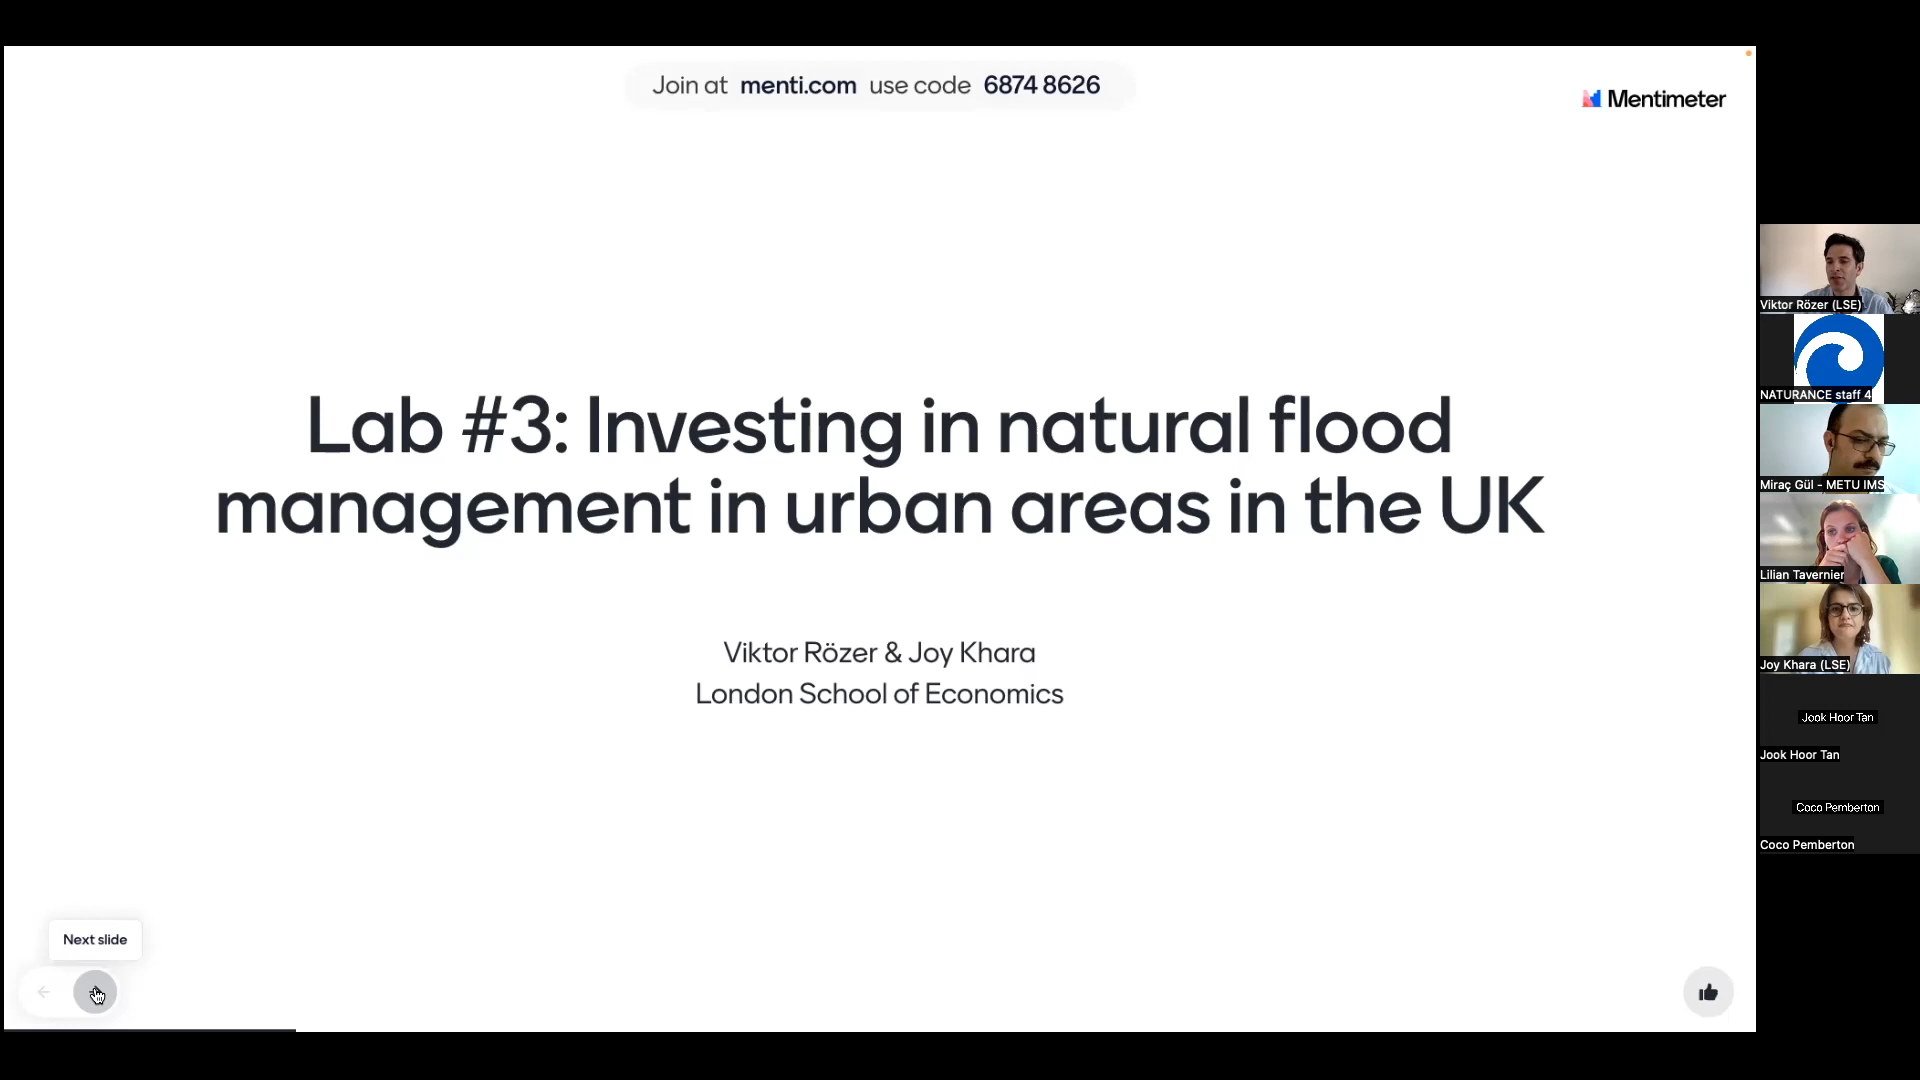 Join at menti.com use code 6874 8626
Mentimeter
Lab #3: Investing in natural flood
management in urban areas in the UK
Viktor Rözer & Joy Khara
London School of Economics
Next slide
Viktor Rözer (LSE)
NATURANCE staff 4
Miraç Gül - METU IMS
Lilian Tavernier
Joy Khara (LSE)
Jook Hoor Tan
Jook Hoor Tan
Coco Pemberton
Coco Pemberton